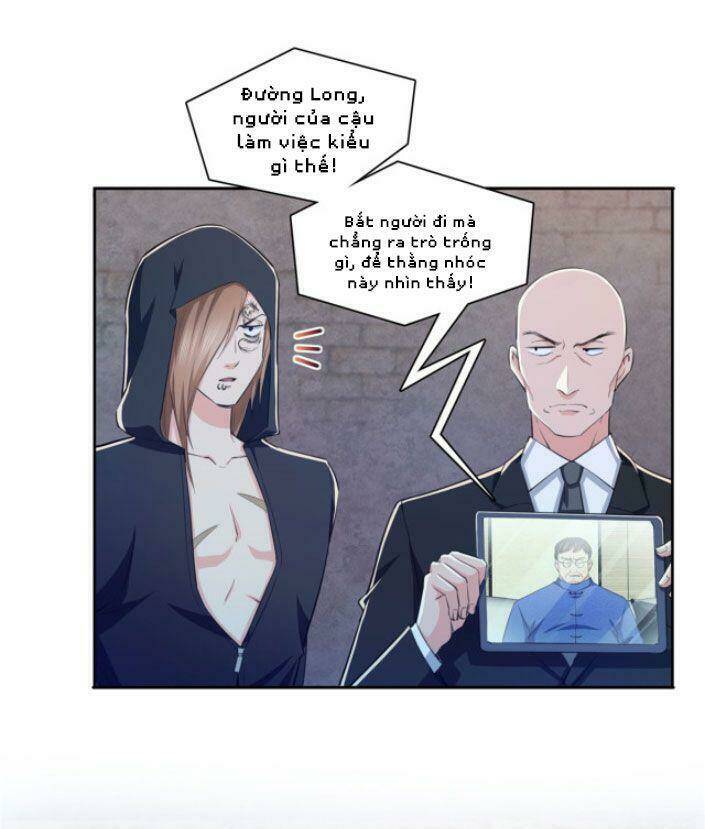 Đường Long,
người của cậu
làm việc kiểu
gì thế!
Bắt người đi mà
chẳng ra trò trống
gì, để thằng nhóc
này nhìn thấy!